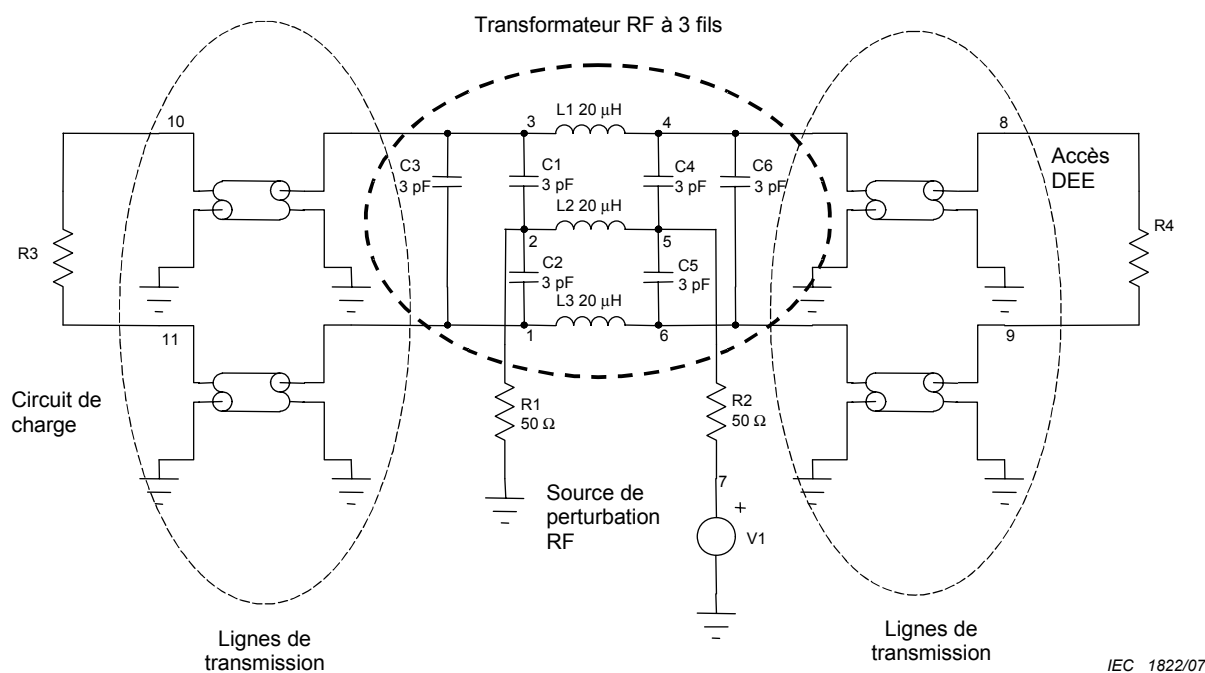 Transformateur RF à 3 fils
L1 20 μH
10
3
4
8
C3
3 pF
C1
3 pF
C4
3 pF
C6
3 pF
Accès
DEE
L2 20 μH
R3
2
5
R4
C2
3 pF
C5
3 pF
L3 20 μH
11
1
6
9
Circuit de
charge
R1
50 Ω
R2
50 Ω
7
Source de
perturbation
RF
+
V1
Lignes de
transmission
Lignes de
transmission
IEC 1822/07